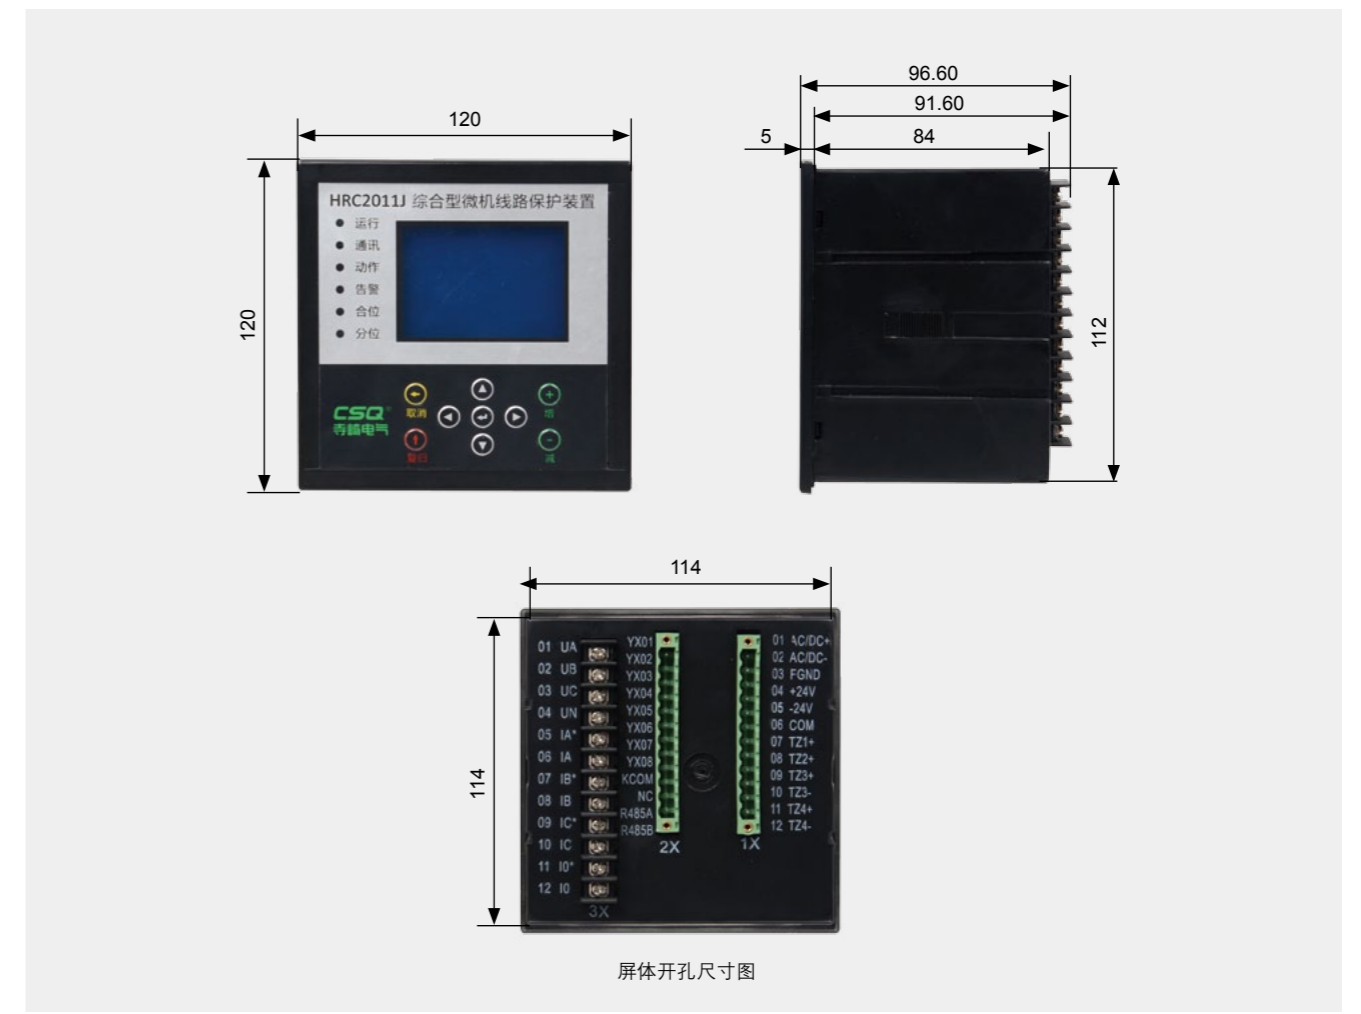 120
120
HRC2011J 综合型微机线路保护装置
运行
通讯
动作
告警
合位
分位
取消
增
CSQ
寺崎电气
复归
减
96.60
91.60
5
84
112
114
114
01 UA
02 UB
03 UC
04 UN
05 IA*
06 IA
07 IB*
08 IB
09 IC*
10 IC
11 I0*
12 I0
3X
YX01
YX02
YX03
YX04
YX05
YX06
YX07
YX08
KCOM
NC
R485A
R485B
2X
01 AC/DC+
02 AC/DC-
03 FGND
04 +24V
05 -24V
06 COM
07 TZ1+
08 TZ2+
09 TZ3+
10 TZ3-
11 TZ4+
12 TZ4-
1X
屏体开孔尺寸图